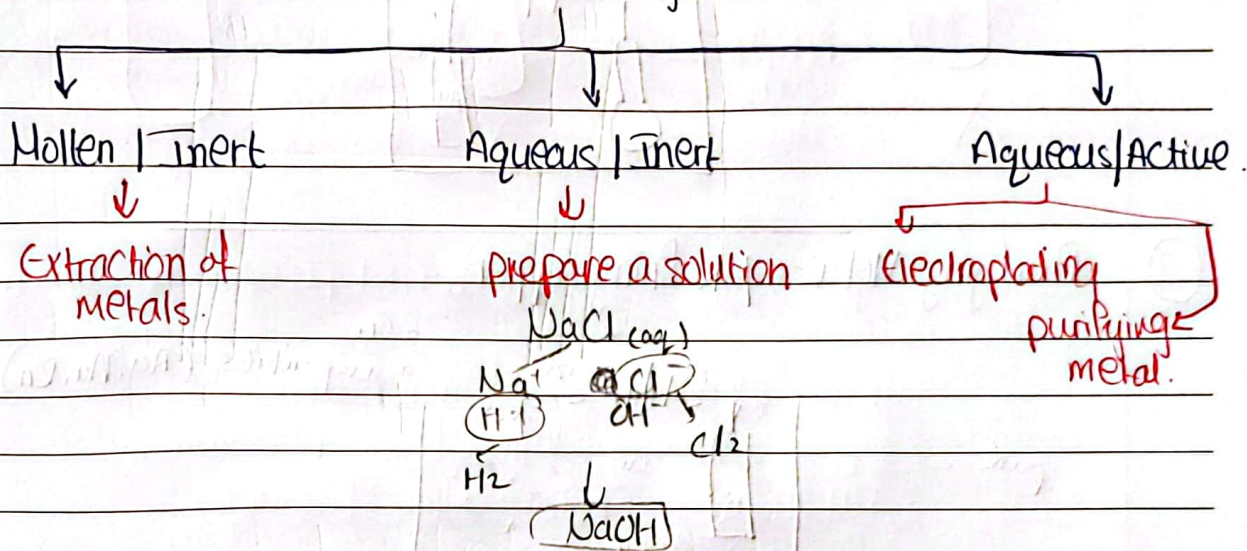 Molten | inert
Aqueous | inert
Aqueous/Active.
Extraction of
metals.
prepare a solution
Electroplating
purifying
metal.
NaCl (aq)
Na+ Cl-
H+ OH-
Cl2
H2
NaOH